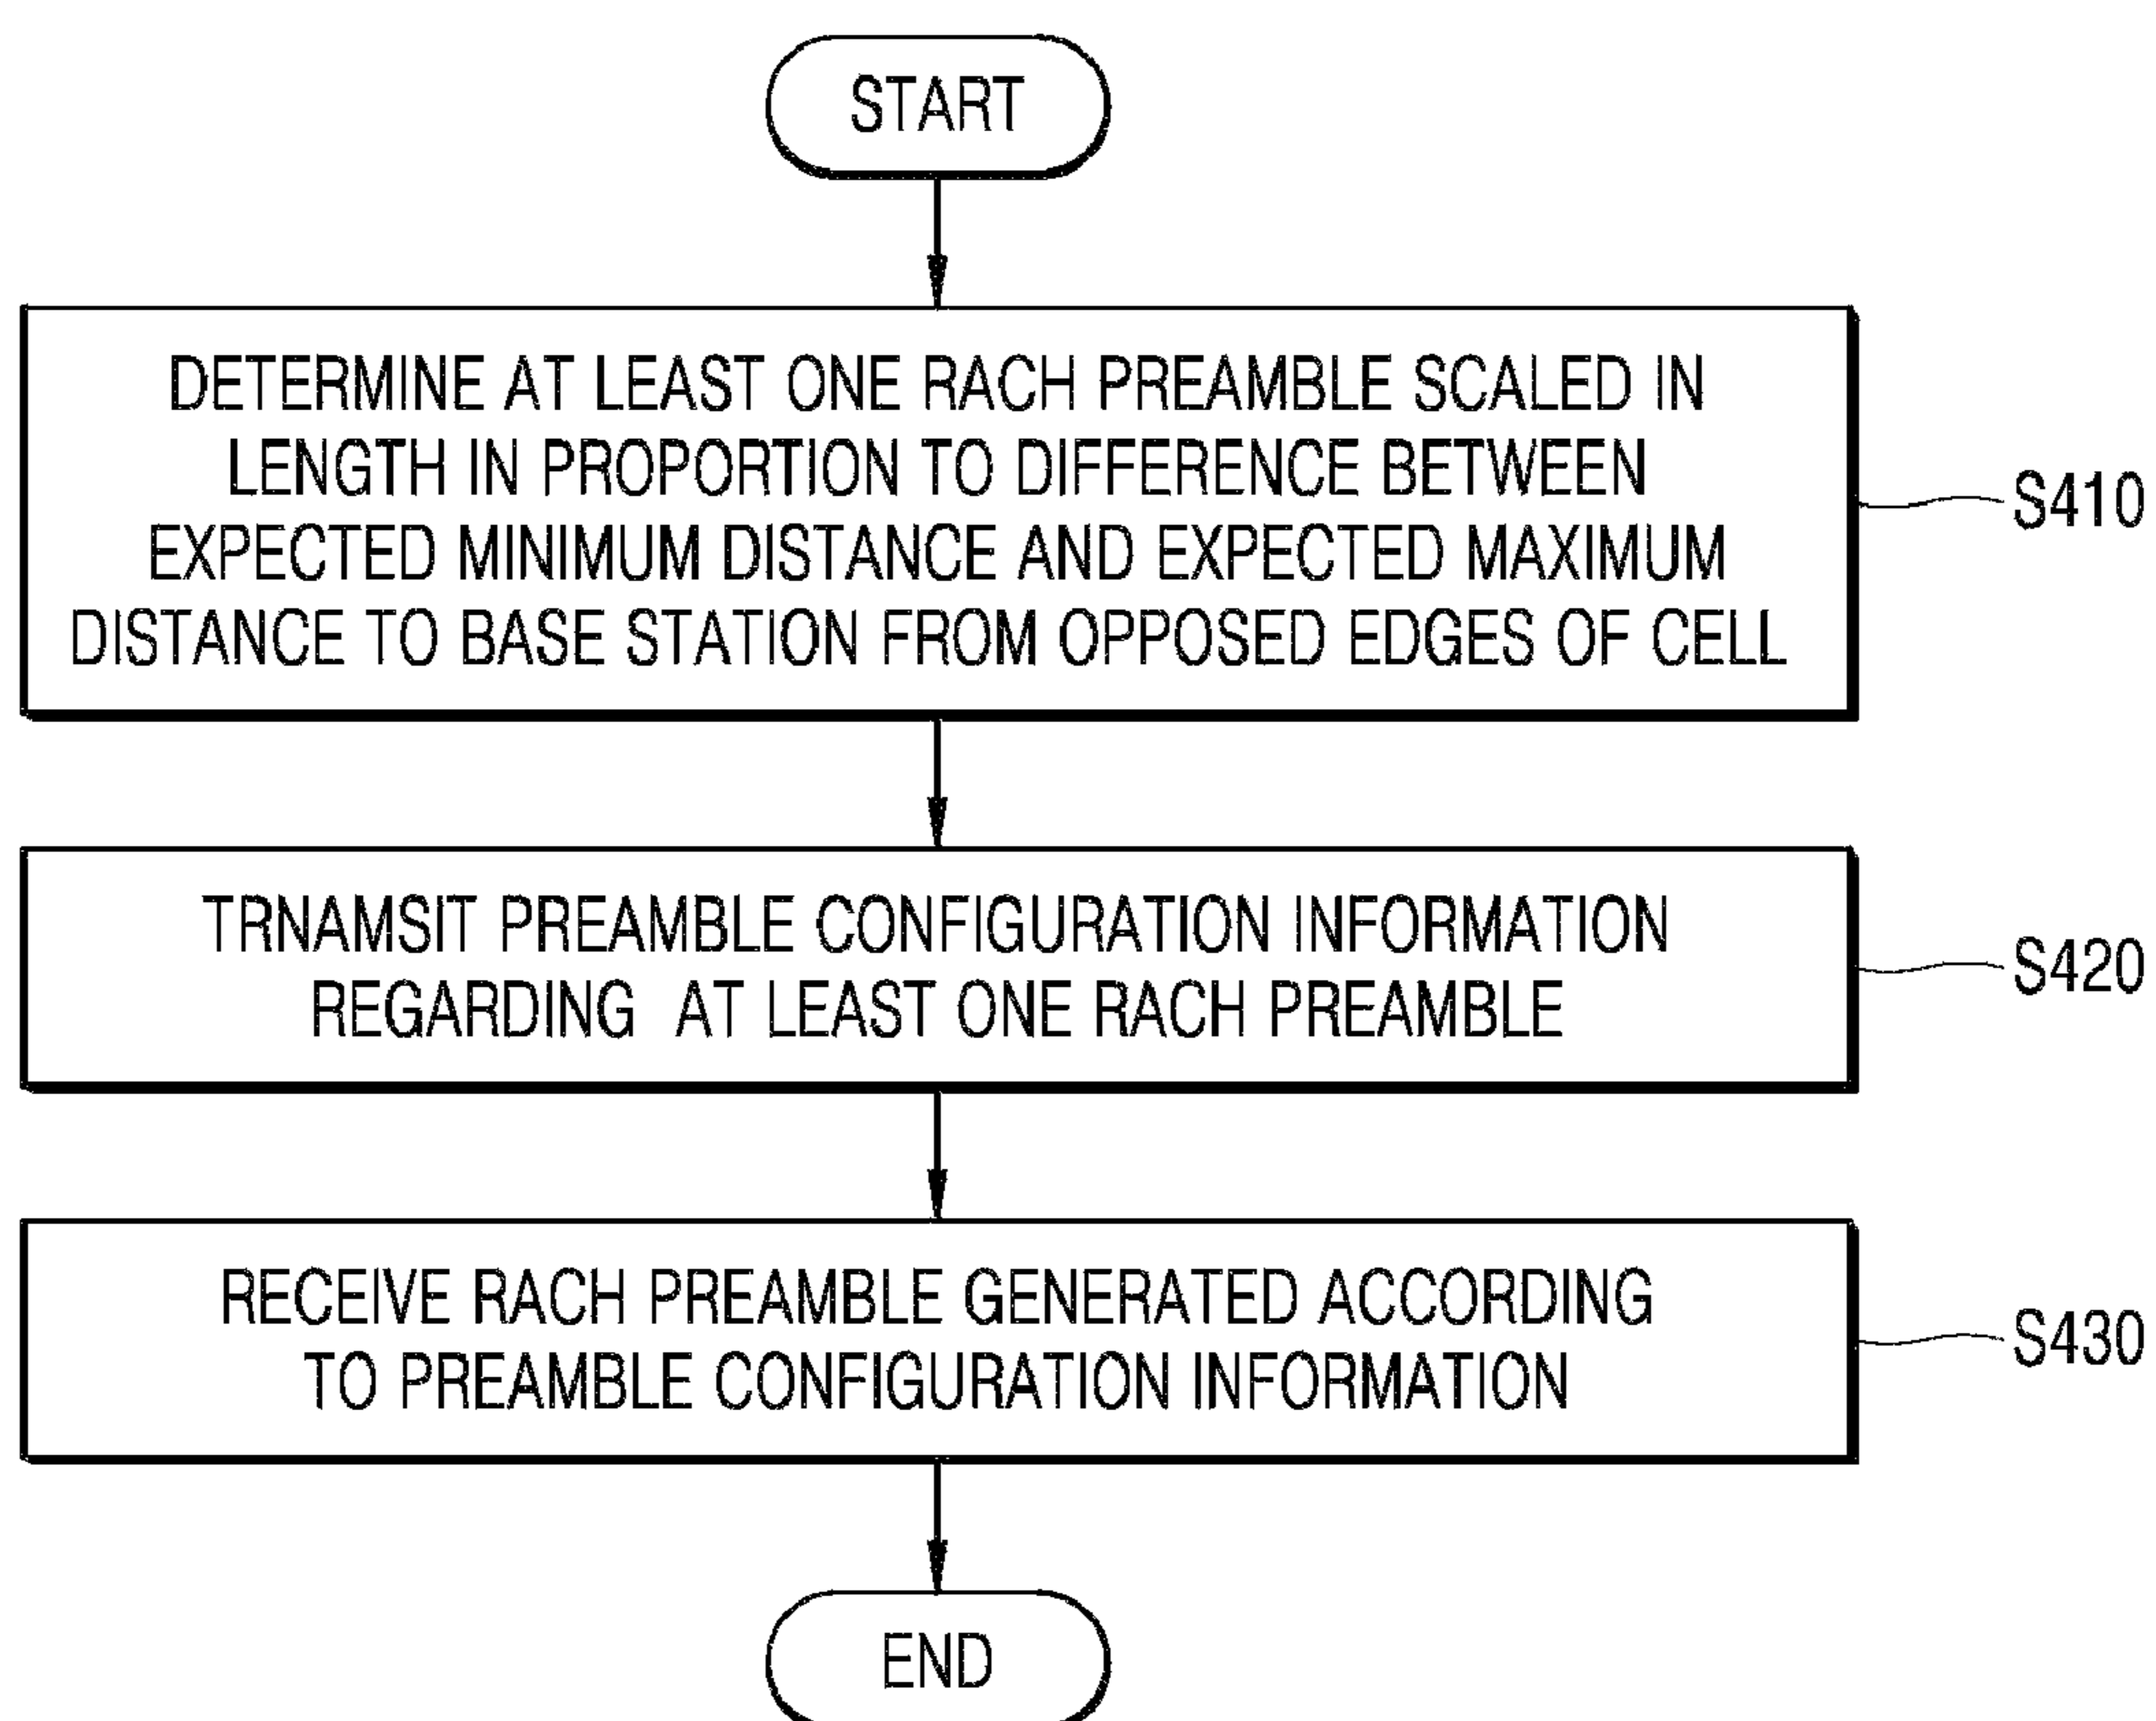 START
DETERMINE AT LEAST ONE RACH PREAMBLE SCALED IN
LENGTH IN PROPORTION TO DIFFERENCE BETWEEN
EXPECTED MINIMUM DISTANCE AND EXPECTED MAXIMUM
DISTANCE TO BASE STATION FROM OPPOSED EDGES OF CELL
S410
TRNAMSIT PREAMBLE CONFIGURATION INFORMATION
REGARDING AT LEAST ONE RACH PREAMBLE
S420
RECEIVE RACH PREAMBLE GENERATED ACCORDING
TO PREAMBLE CONFIGURATION INFORMATION
S430
END